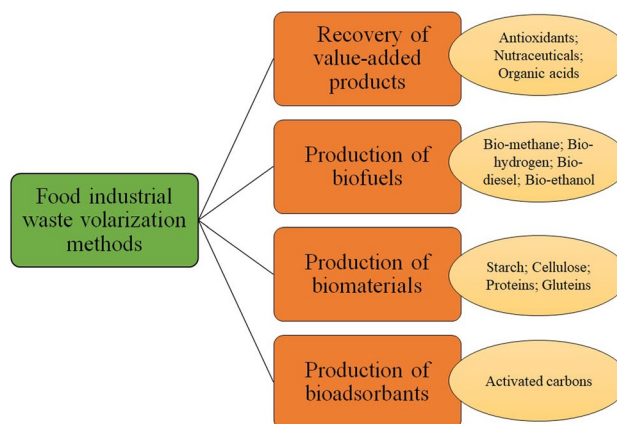 Food industrial
waste volarization
methods
Recovery of
value-added
products
Antioxidants;
Nutraceuticals;
Organic acids
Production of
biofuels
Bio-methane; Bio-
hydrogen; Bio-
diesel; Bio-ethanol
Production of
biomaterials
Starch; Cellulose;
Proteins; Gluteins
Production of
bioadsorbants
Activated carbons